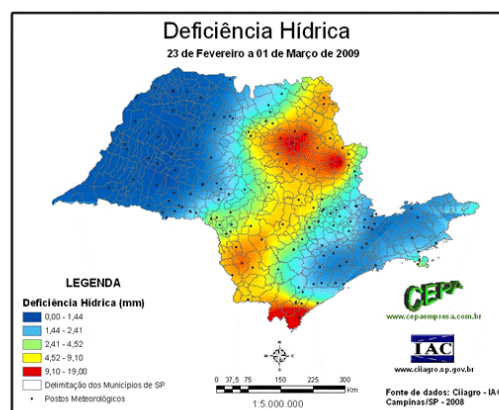 Deficiência Hídrica
23 de Fevereiro a 01 de Março de 2009
LEGENDA
Deficiência Hídrica (mm)
0,00 - 1,44
1,44 - 2,41
2,41 - 4,52
4,52 - 9,10
9,10 - 19,00
Delimitação dos Municípios de SP
Postos Meteorológicos
0 37,5 75 150 225 300
Km
1:5.000.000
CEPA
www.cepaempresa.com.br
IAC
www.ciiagro.sp.gov.br
Fonte de dados: Ciiagro - IAC
Campinas/SP - 2008